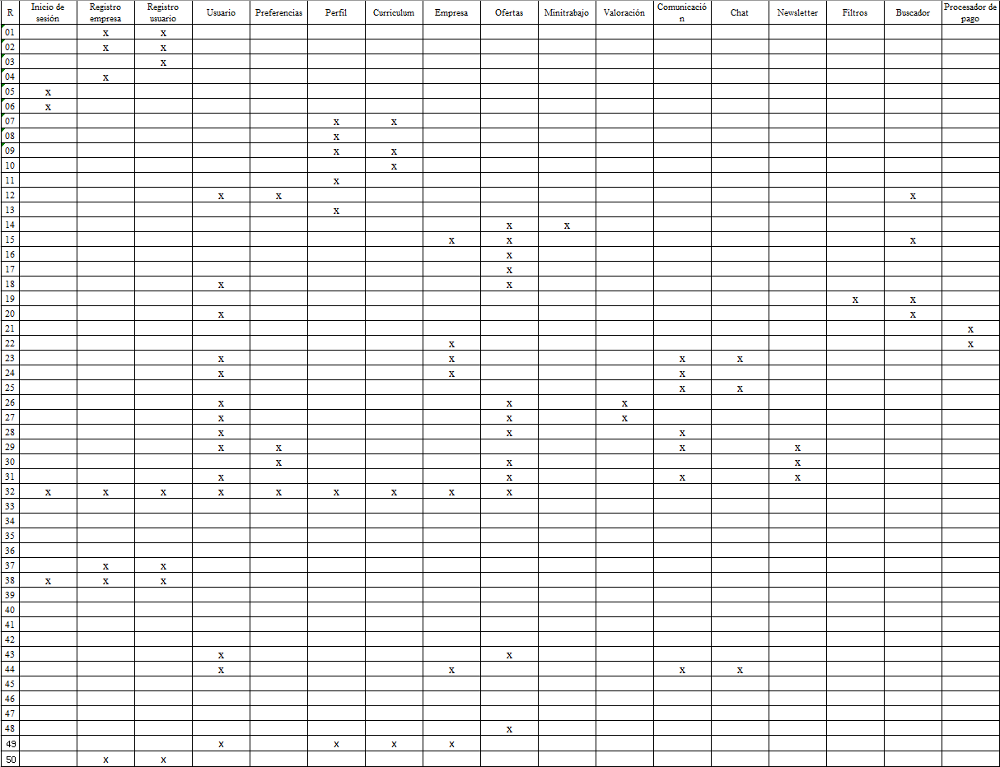 R Inicio de sesión Registro empresa Registro usuario Usuario Preferencias Perfil Curriculum Empresa Ofertas Minitrabajo Valoración Comunicación Chat Newsletter Filtros Buscador Procesador de pago
01 x x
02 x x
03 x
04 x
05 x
06 x
07 x x
08 x
09 x x
10 x
11 x
12 x x x
13 x
14 x x
15 x x x
16 x
17 x
18 x x
19 x x
20 x x
21 x
22 x x
23 x x x x
24 x x x
25 x x
26 x x x
27 x x x
28 x x x
29 x x x x
30 x x x
31 x x x x
32 x x x x x x x x x
33
34
35
36
37 x x
38 x x x
39
40
41
42
43 x x
44 x x x x
45
46
47
48 x
49 x x x x
50 x x